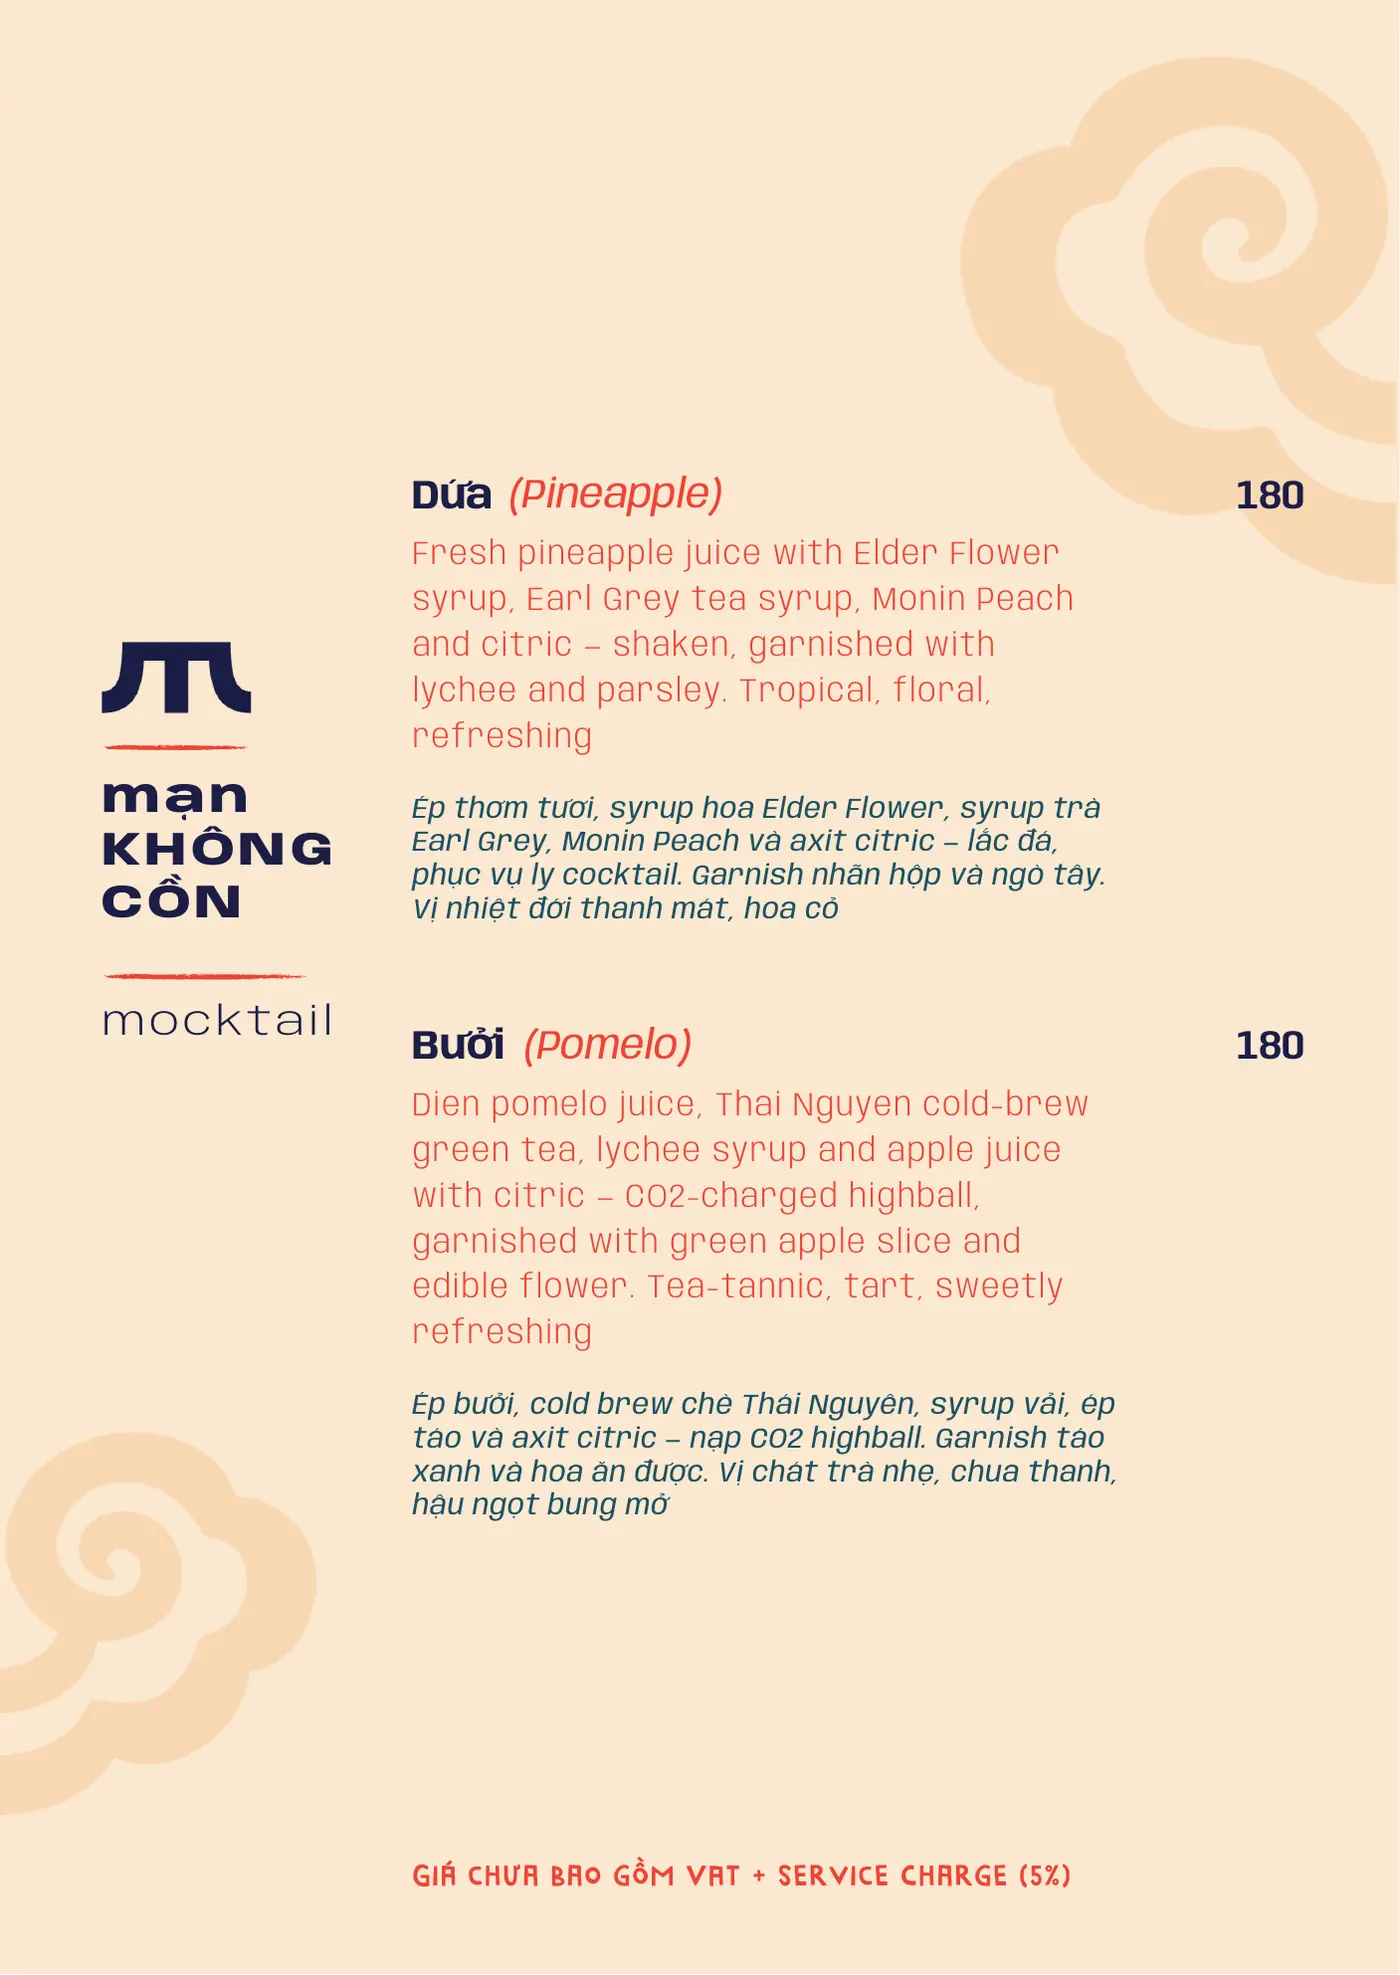 mạn
KHÔNG
CỒN
mocktail
Dứa (Pineapple) 180
Fresh pineapple juice with Elder Flower
syrup, Earl Grey tea syrup, Monin Peach
and citric – shaken, garnished with
lychee and parsley. Tropical, floral,
refreshing
Ép thơm tươi, syrup hoa Elder Flower, syrup trà
Earl Grey, Monin Peach và axit citric – lắc đá,
phục vụ ly cocktail. Garnish nhãn hộp và ngò tây.
Vị nhiệt đới thanh mát, hoa cỏ
Bưởi (Pomelo) 180
Dien pomelo juice, Thai Nguyen cold-brew
green tea, lychee syrup and apple juice
with citric – CO2-charged highball,
garnished with green apple slice and
edible flower. Tea-tannic, tart, sweetly
refreshing
Ép bưởi, cold brew chè Thái Nguyên, syrup vải, ép
táo và axit citric – nạp CO2 highball. Garnish táo
xanh và hoa ăn được. Vị chát trà nhẹ, chua thanh,
hậu ngọt bung mở
GIÁ CHƯA BAO GỒM VAT + SERVICE CHARGE (5%)